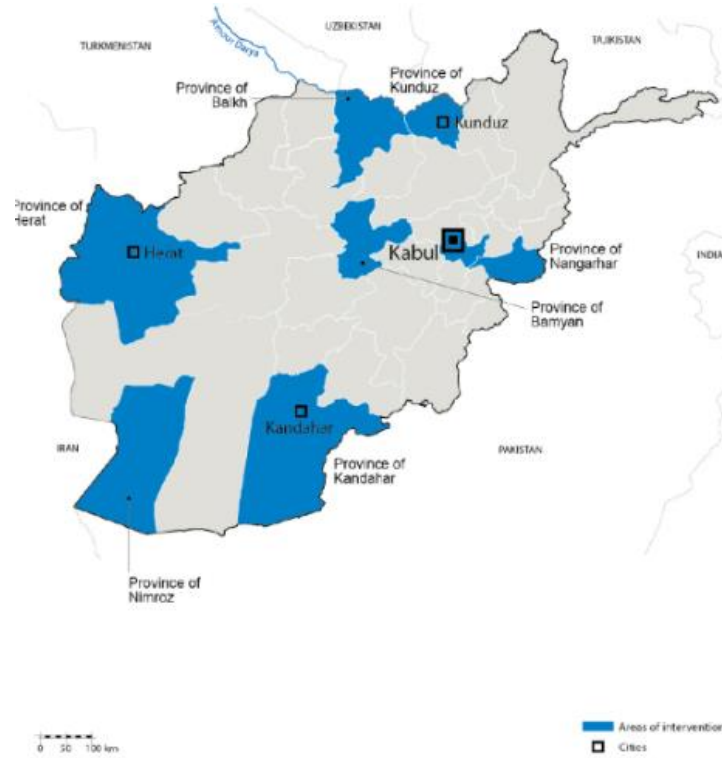 UZBEKISTAN
TURKMENISTAN
TAJIKISTAN
Amour Darya
Province of
Balkh
Province of
Kunduz
Kunduz
Province of
Herat
Herat
Kabul
Province of
Nangarhar
INDIA
Province of
Bamyan
Kandahar
IRAN
PAKISTAN
Province of
Kandahar
Province of
Nimroz
Areas of intervention
0 50 100 km
Cities